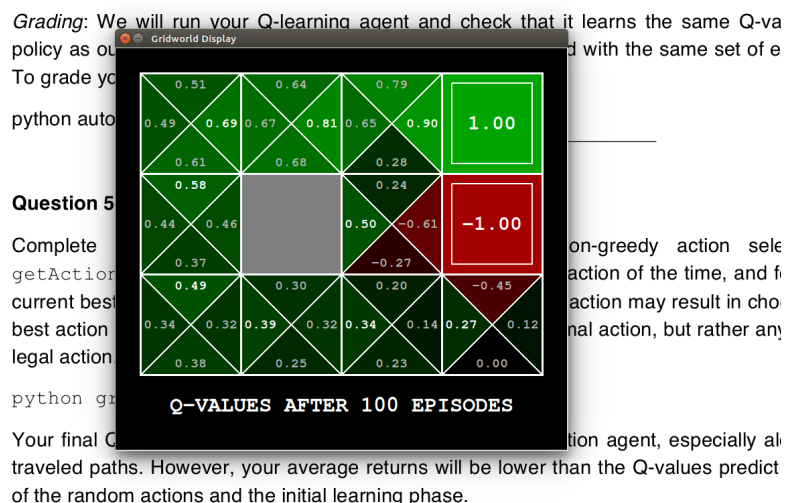 Grading: We will run your Q-learning agent and check that it learns the same Q-va
policy as ou
d with the same set of e
To grade yo
python auto
Question 5
Complete
on-greedy action sele
getAction
action of the time, and fo
current best
action may result in cho
best action
mal action, but rather any
legal action.
python gr
Your final Q
tion agent, especially al
traveled paths. However, your average returns will be lower than the Q-values predict
of the random actions and the initial learning phase.
Gridworld Display
0.51 0.64 0.79
0.49 0.69 0.67 0.81 0.65 0.90 1.00
0.61 0.68 0.28
0.58 0.24
0.44 0.46 0.50 -0.61 -1.00
0.37 -0.27
0.49 0.30 0.20 -0.45
0.34 0.32 0.39 0.32 0.34 0.14 0.27 0.12
0.38 0.25 0.23 0.00
Q-VALUES AFTER 100 EPISODES